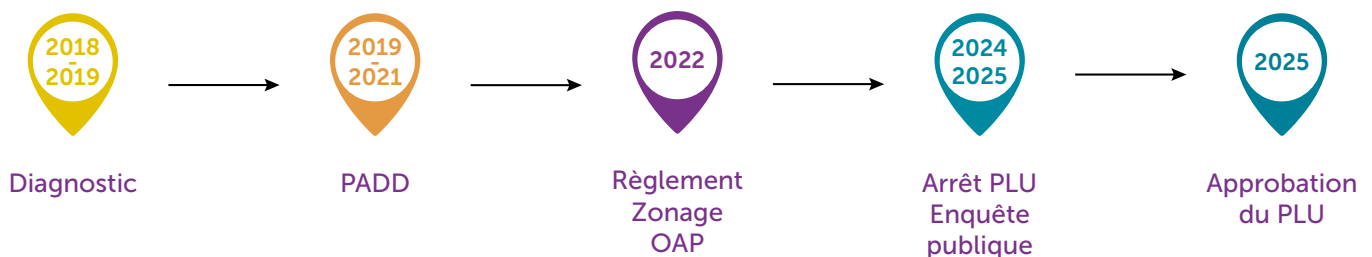 2018
-
2019
Diagnostic
2019
-
2021
PADD
2022
Règlement
Zonage
OAP
2024
2025
Arrêt PLU
Enquête
publique
2025
Approbation
du PLU